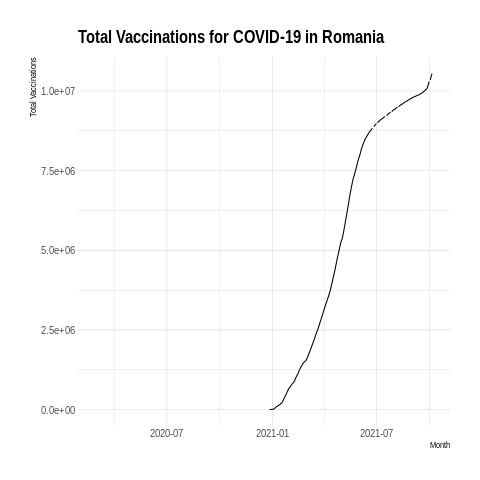 Total Vaccinations for COVID-19 in Romania
Total Vaccinations
1.0e+07
7.5e+06
5.0e+06
2.5e+06
0.0e+00
2020-07
2021-01
2021-07
Month